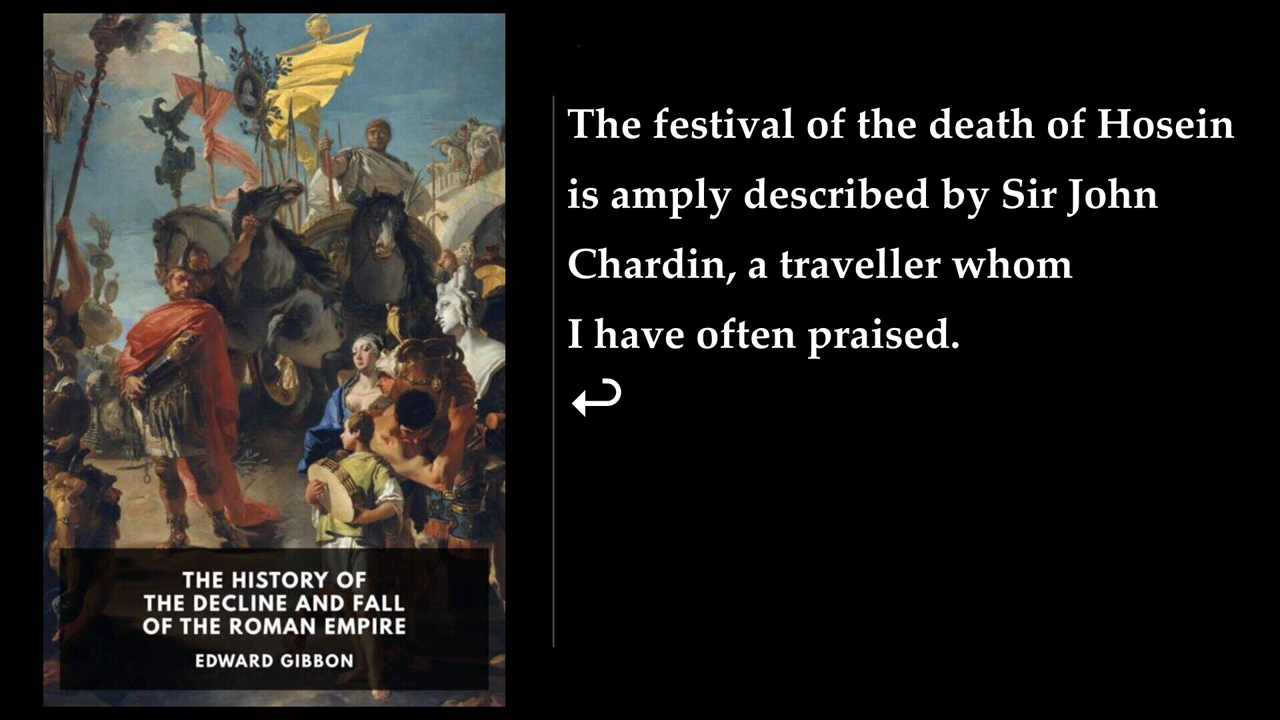 The festival of the death of Hosein
is amply described by Sir John
Chardin, a traveller whom
I have often praised.
↩
THE HISTORY OF
THE DECLINE AND FALL
OF THE ROMAN EMPIRE
EDWARD GIBBON